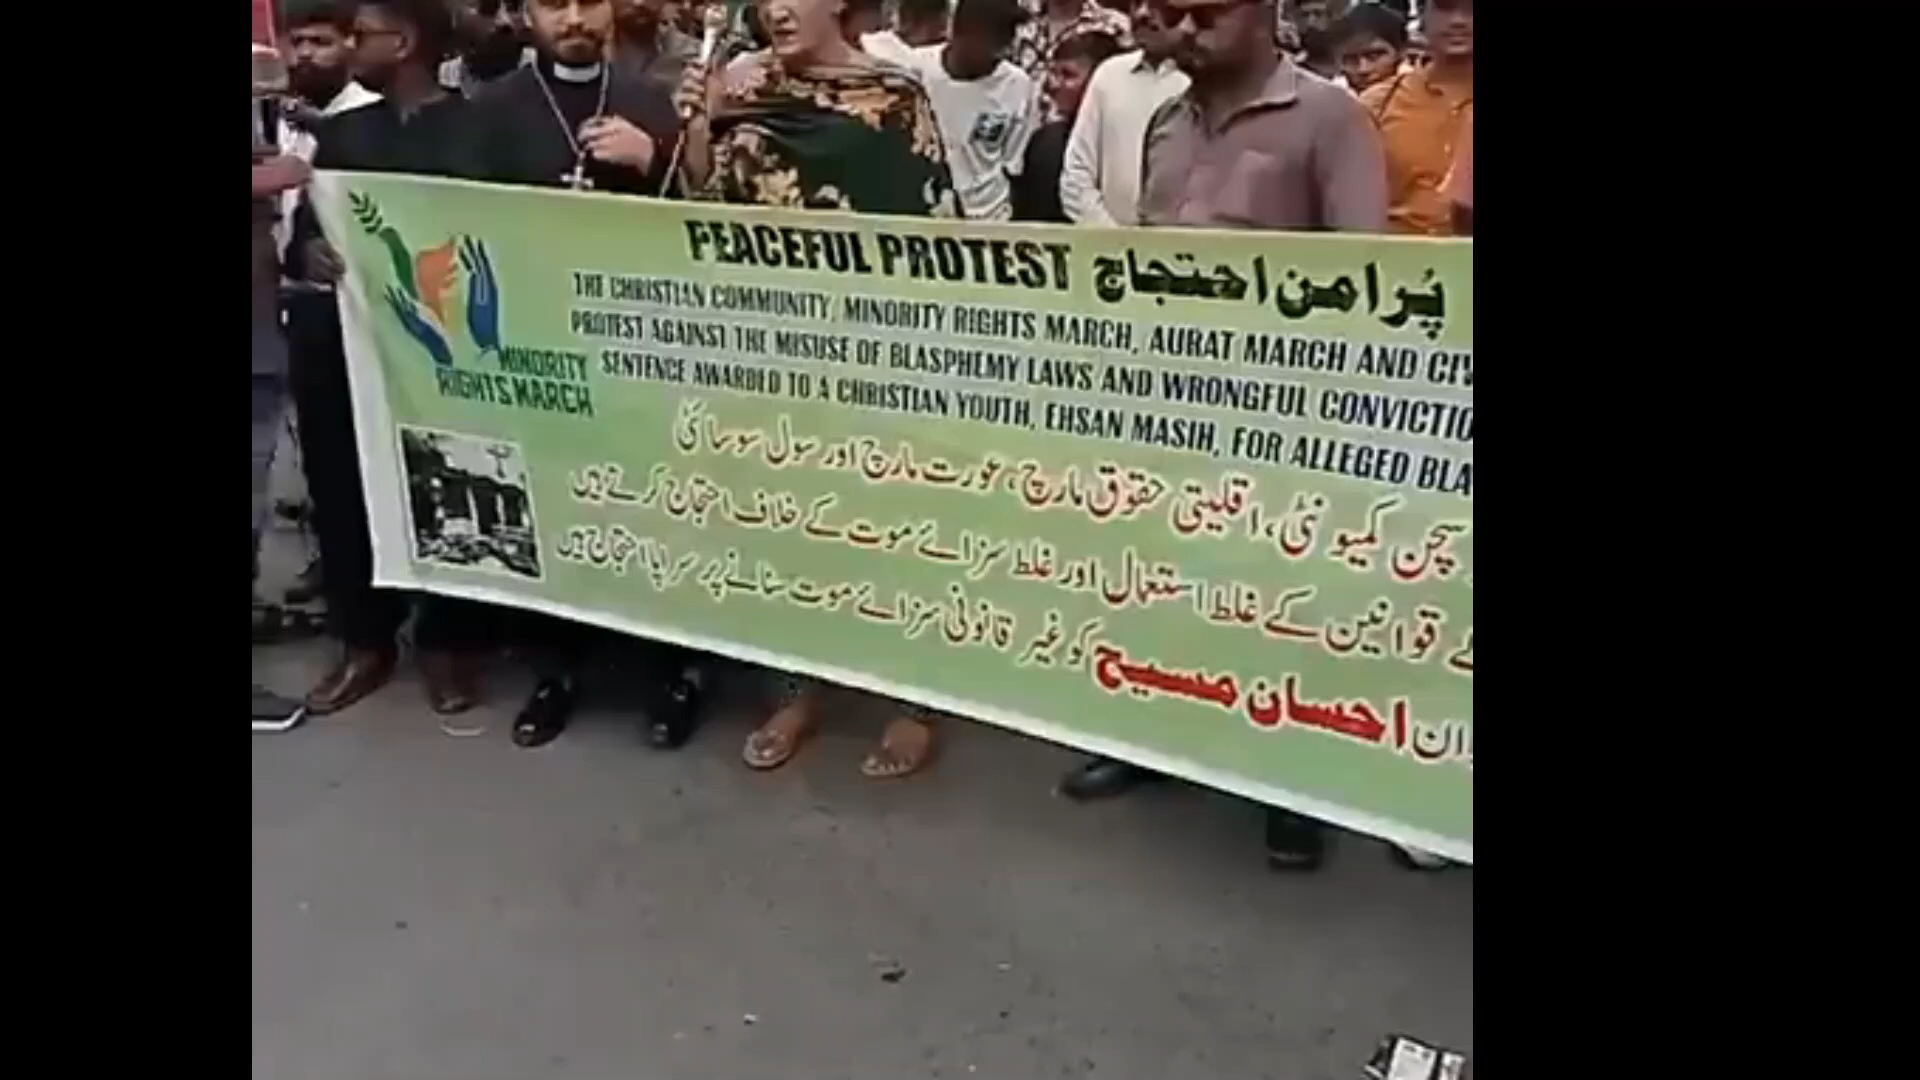 PEACEFUL PROTEST پُرامن احتجاج
THE CHRISTIAN COMMUNITY, MINORITY RIGHTS MARCH, AURAT MARCH AND
PROTEST AGAINST THE MISUSE OF BLASPHEMY LAWS AND WRONGFUL
SENTENCE AWARDED TO A CHRISTIAN YOUTH, EHSAN MASIH, FOR ALLEGED
MINORITY
RIGHTS MARCH
کمیونٹی، اقلیتی حقوق مارچ، عورت مارچ اور سول سوسائٹی
قوانین کے غلط استعمال اور غلط سزائے موت کے خلاف احتجاج کرتے ہیں
احسان مسیح کو غیر قانونی سزائے موت سنانے پر سراپا احتجاج ہیں